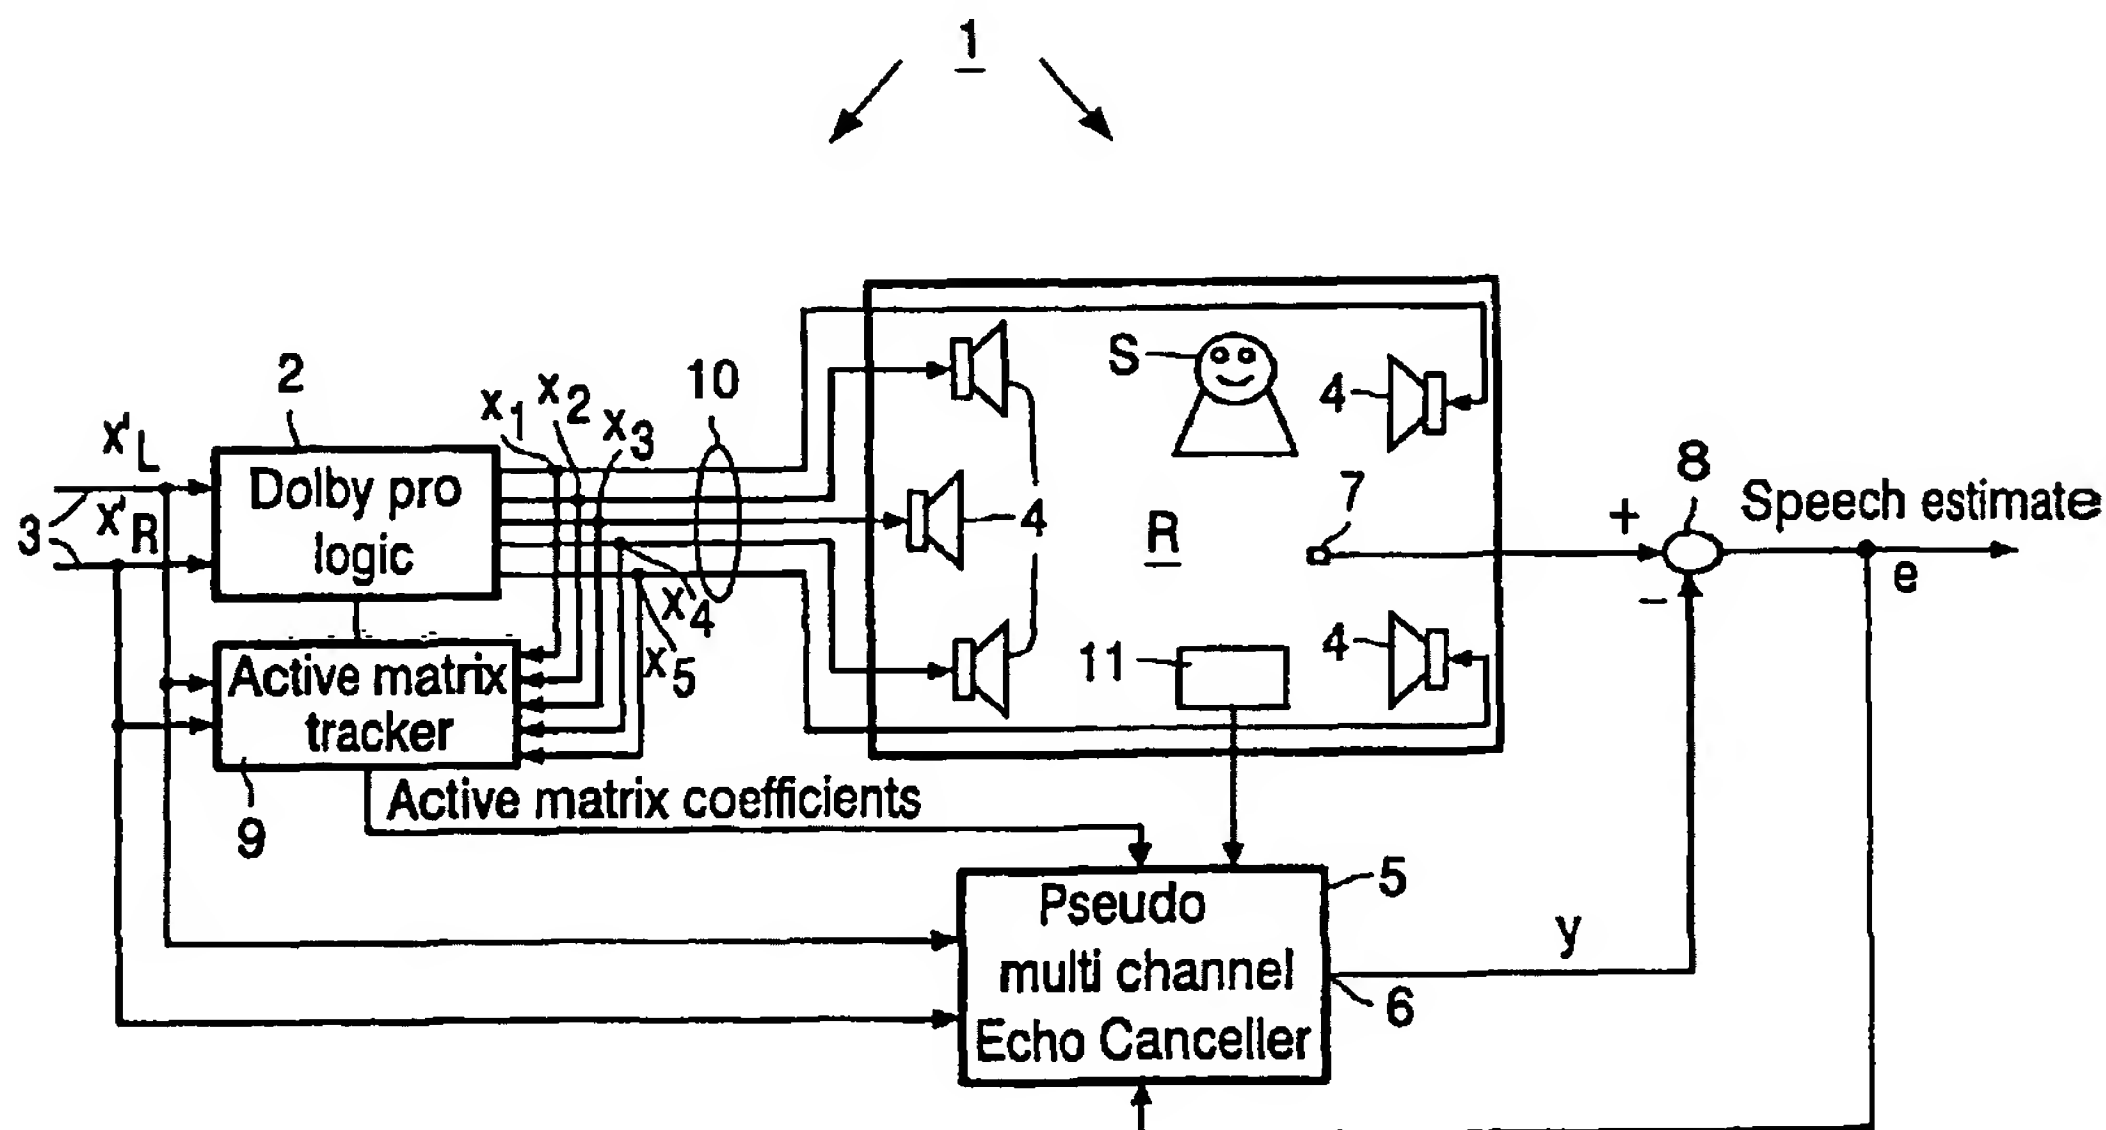 1
2
x'L
x'R
3
Dolby pro
logic
x1
x2
x3
x4
x5
10
S
4
4
4
R
7
11
+
−
8
Speech estimate
e
Active matrix
tracker
9
Active matrix coefficients
Pseudo
multi channel
Echo Canceller
5
6
y